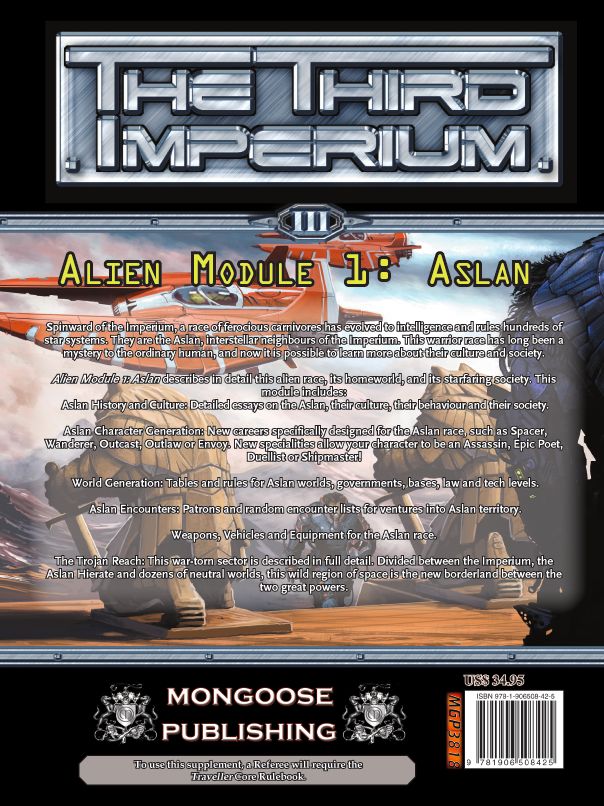 THE THIRD
IMPERIUM
III
ALIEN MODULE 1: ASLAN
Spinward of the Imperium, a race of ferocious carnivores has evolved to intelligence and rules hundreds of
star systems. They are the Aslan, interstellar neighbours of the Imperium. This warrior race has long been a
mystery to the ordinary human, and now it is possible to learn more about their culture and society.
Alien Module 1: Aslan describes in detail this alien race, its homeworld, and its starfaring society. This
module includes:
Aslan History and Culture: Detailed essays on the Aslan, their culture, their behaviour and their society.
Aslan Character Generation: New careers specifically designed for the Aslan race, such as Spacer,
Wanderer, Outcast, Outlaw or Envoy. New specialities allow your character to be an Assassin, Epic Poet,
Duellist or Shipmaster!
World Generation: Tables and rules for Aslan worlds, governments, bases, law and tech levels.
Aslan Encounters: Patrons and random encounter lists for ventures into Aslan territory.
Weapons, Vehicles and Equipment for the Aslan race.
The Trojan Reach: This war-torn sector is described in full detail. Divided between the Imperium, the
Aslan Hierate and dozens of neutral worlds, this wild region of space is the new borderland between the
two great powers.
MONGOOSE
PUBLISHING
To use this supplement, a Referee will require the
Traveller Core Rulebook.
US$ 34.95
MGP3818
ISBN 978-1-906508-42-5
9 781906 508425